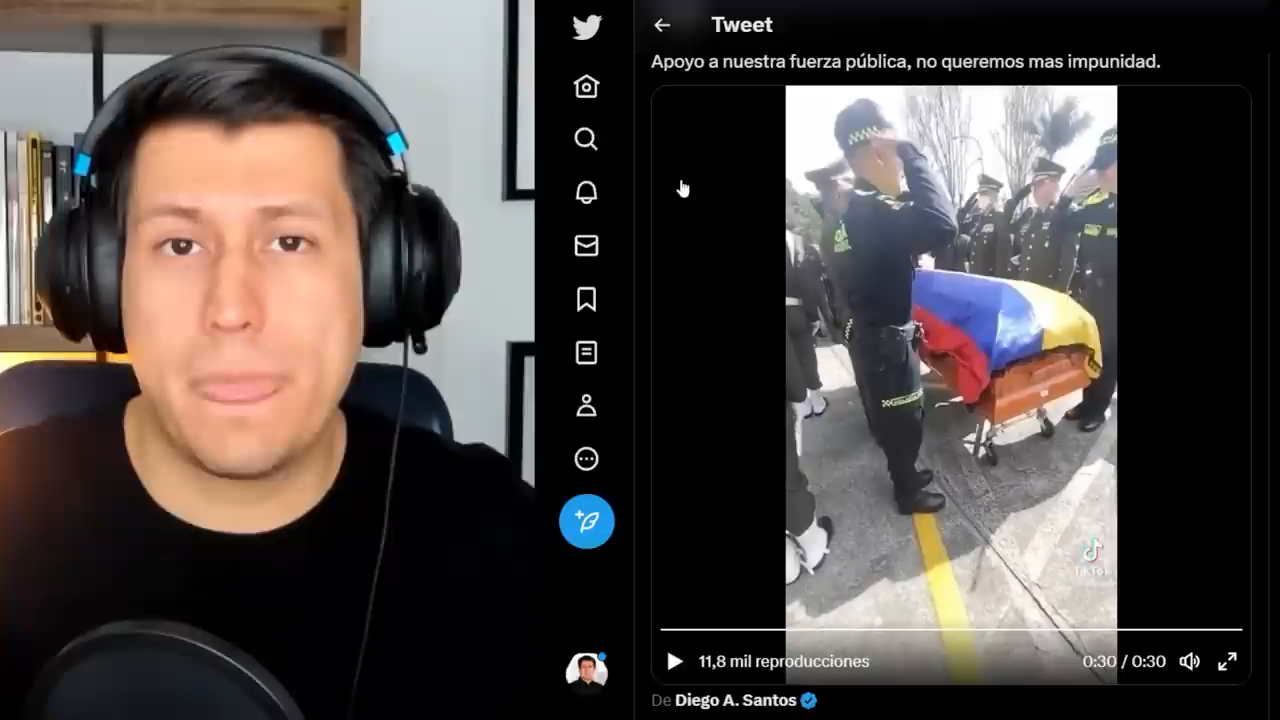 Tweet
Apoyo a nuestra fuerza pública, no queremos mas impunidad.
TikTok
11,8 mil reproducciones
0:30 / 0:30
De Diego A. Santos